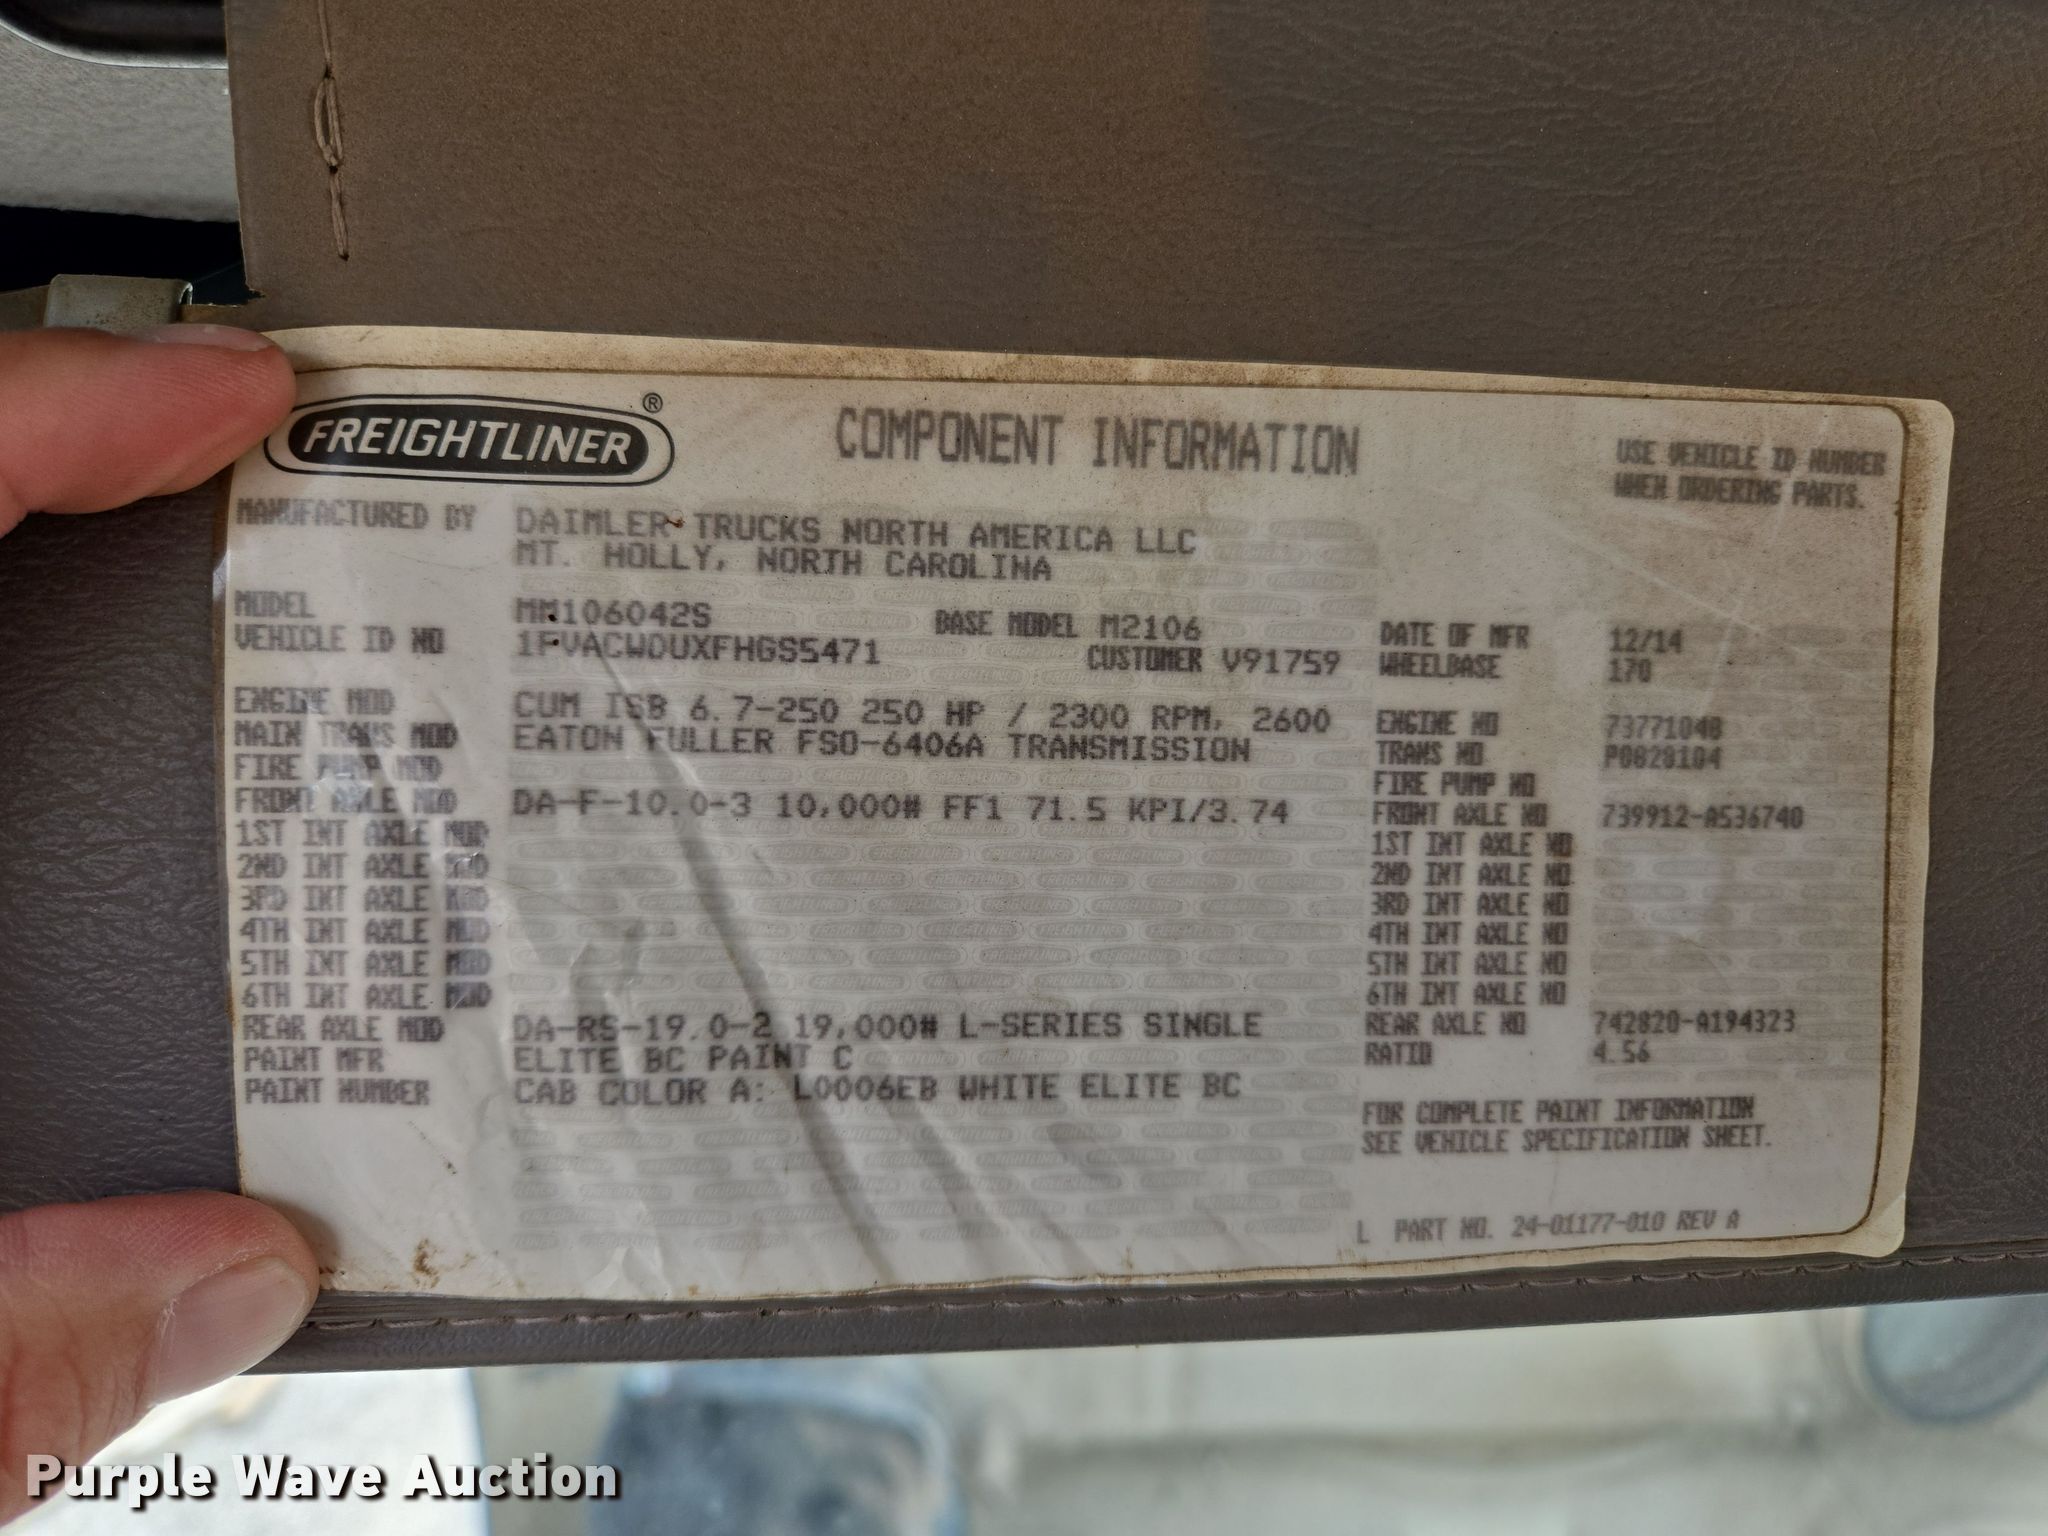 FREIGHTLINER®
COMPONENT INFORMATION
USE VEHICLE ID NUMBER
WHEN ORDERING PARTS.
MANUFACTURED BY DAIMLER TRUCKS NORTH AMERICA LLC
MT. HOLLY, NORTH CAROLINA
MODEL MM106042S BASE MODEL M2106 DATE OF MFR 12/14
VEHICLE ID NO 1FVACWDUXFHGS5471 CUSTOMER V91759 WHEELBASE 170
ENGINE MOD CUM ISB 6.7-250 250 HP / 2300 RPM, 2600 ENGINE NO 73771048
MAIN TRANS MOD EATON FULLER FSO-6406A TRANSMISSION TRANS NO P0828104
FIRE PUMP MOD FIRE PUMP NO
FRONT AXLE MOD DA-F-10.0-3 10,000# FF1 71.5 KPI/3.74 FRONT AXLE NO 739912-A536740
1ST INT AXLE MOD 1ST INT AXLE NO
2ND INT AXLE MOD 2ND INT AXLE NO
3RD INT AXLE MOD 3RD INT AXLE NO
4TH INT AXLE MOD 4TH INT AXLE NO
5TH INT AXLE MOD 5TH INT AXLE NO
6TH INT AXLE MOD 6TH INT AXLE NO
REAR AXLE MOD DA-RS-19.0-2 19,000# L-SERIES SINGLE REAR AXLE NO 742820-A194323
PAINT MFR ELITE BC PAINT C RATIO 4.56
PAINT NUMBER CAB COLOR A: L0006EB WHITE ELITE BC
FOR COMPLETE PAINT INFORMATION
SEE VEHICLE SPECIFICATION SHEET.
L PART NO. 24-01177-010 REV A
Purple Wave Auction